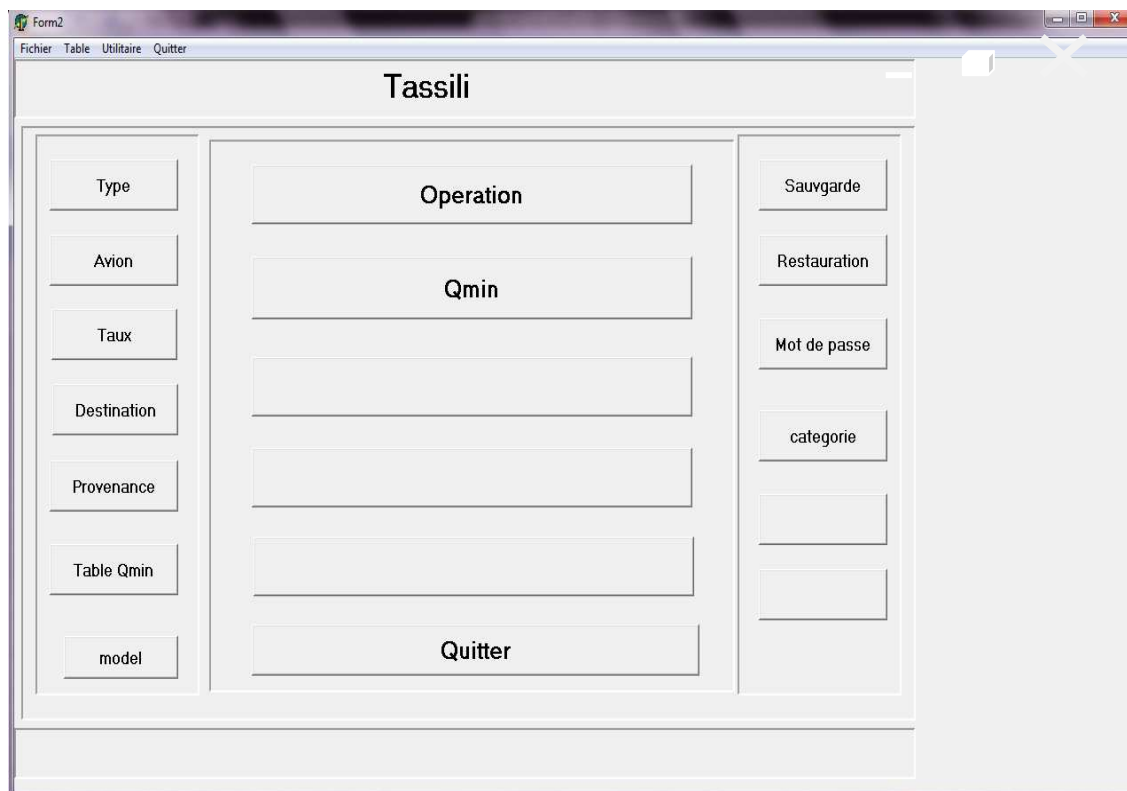 Form2
Fichier Table Utilitaire Quitter
Tassili
Type
Avion
Taux
Destination
Provenance
Table Qmin
model
Operation
Qmin
Quitter
Sauvgarde
Restauration
Mot de passe
categorie